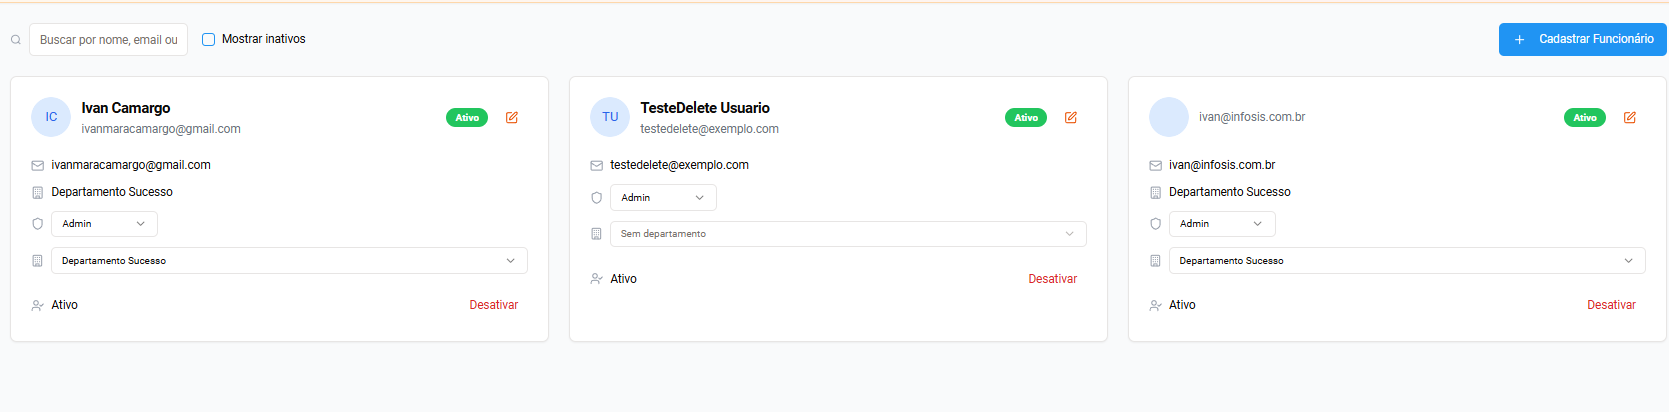 Buscar por nome, email ou
Mostrar inativos
Cadastrar Funcionário
IC
Ivan Camargo
ivanmaracamargo@gmail.com
Ativo
ivanmaracamargo@gmail.com
Departamento Sucesso
Admin
Departamento Sucesso
Ativo
Desativar
TU
TesteDelete Usuario
testedelete@exemplo.com
Ativo
testedelete@exemplo.com
Admin
Sem departamento
Ativo
Desativar
ivan@infosis.com.br
Ativo
ivan@infosis.com.br
Departamento Sucesso
Admin
Departamento Sucesso
Ativo
Desativar